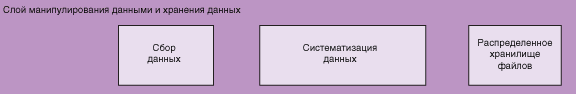 Слой манипулирования данными и хранения данных
Сбор
данных
Систематизация
данных
Распределенное
хранилище
файлов